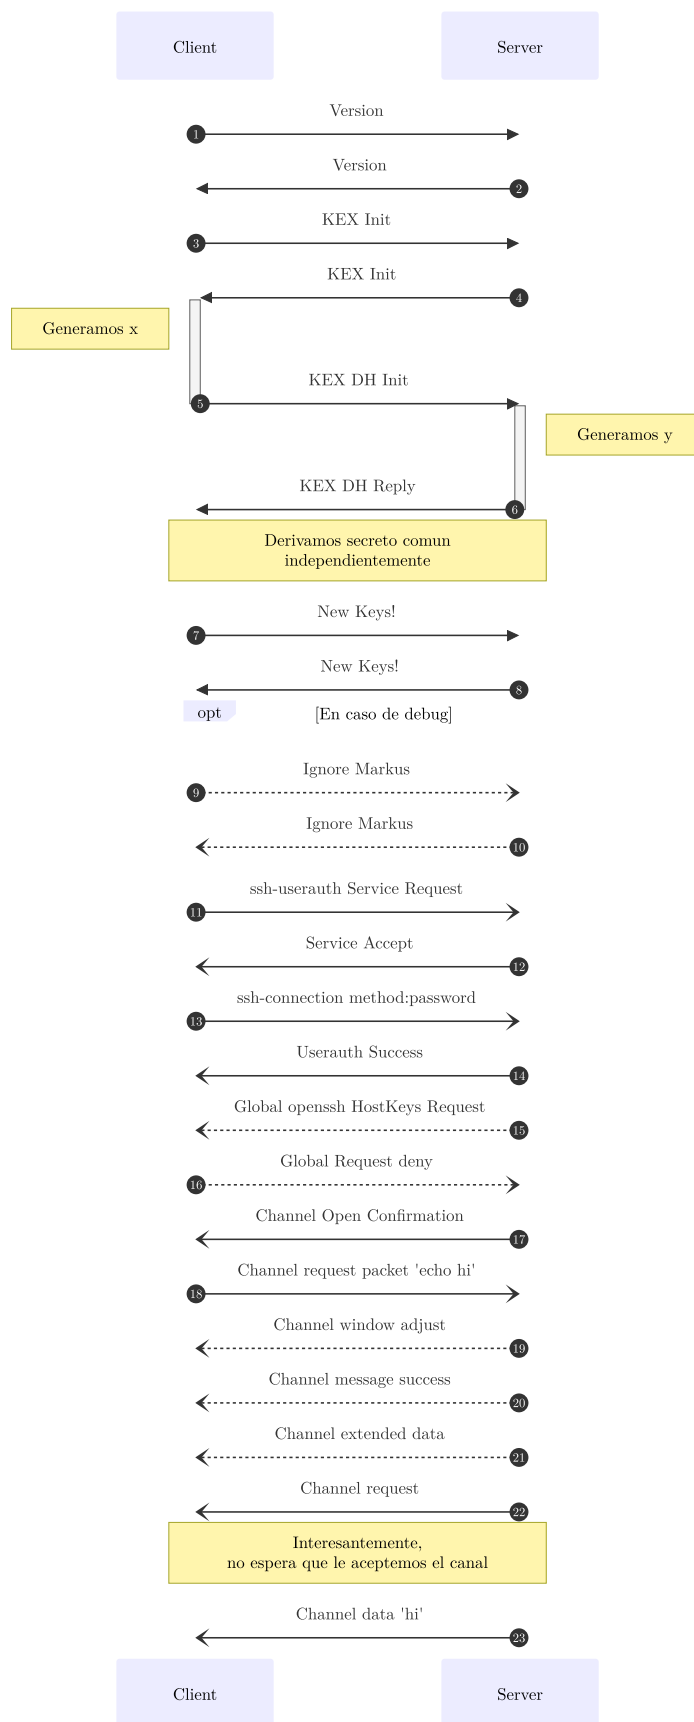 Client
Server
Version
1
Version
2
KEX Init
3
KEX Init
4
Generamos x
KEX DH Init
5
Generamos y
KEX DH Reply
6
Derivamos secreto comun
independientemente
New Keys!
7
New Keys!
8
opt
[En caso de debug]
Ignore Markus
9
Ignore Markus
10
ssh-userauth Service Request
11
Service Accept
12
ssh-connection method:password
13
Userauth Success
14
Global openssh HostKeys Request
15
Global Request deny
16
Channel Open Confirmation
17
Channel request packet 'echo hi'
18
Channel window adjust
19
Channel message success
20
Channel extended data
21
Channel request
22
Interesantemente,
no espera que le aceptemos el canal
Channel data 'hi'
23
Client
Server